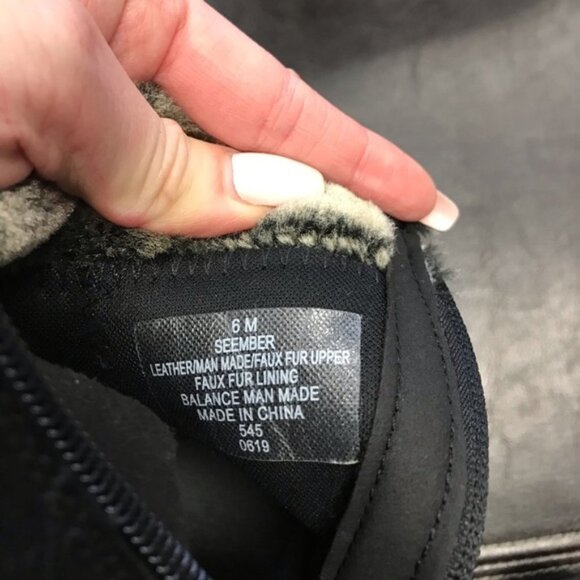 6 M
SEEMBER
LEATHER/MAN MADE/FAUX FUR UPPER
FAUX FUR LINING
BALANCE MAN MADE
MADE IN CHINA
545
0619